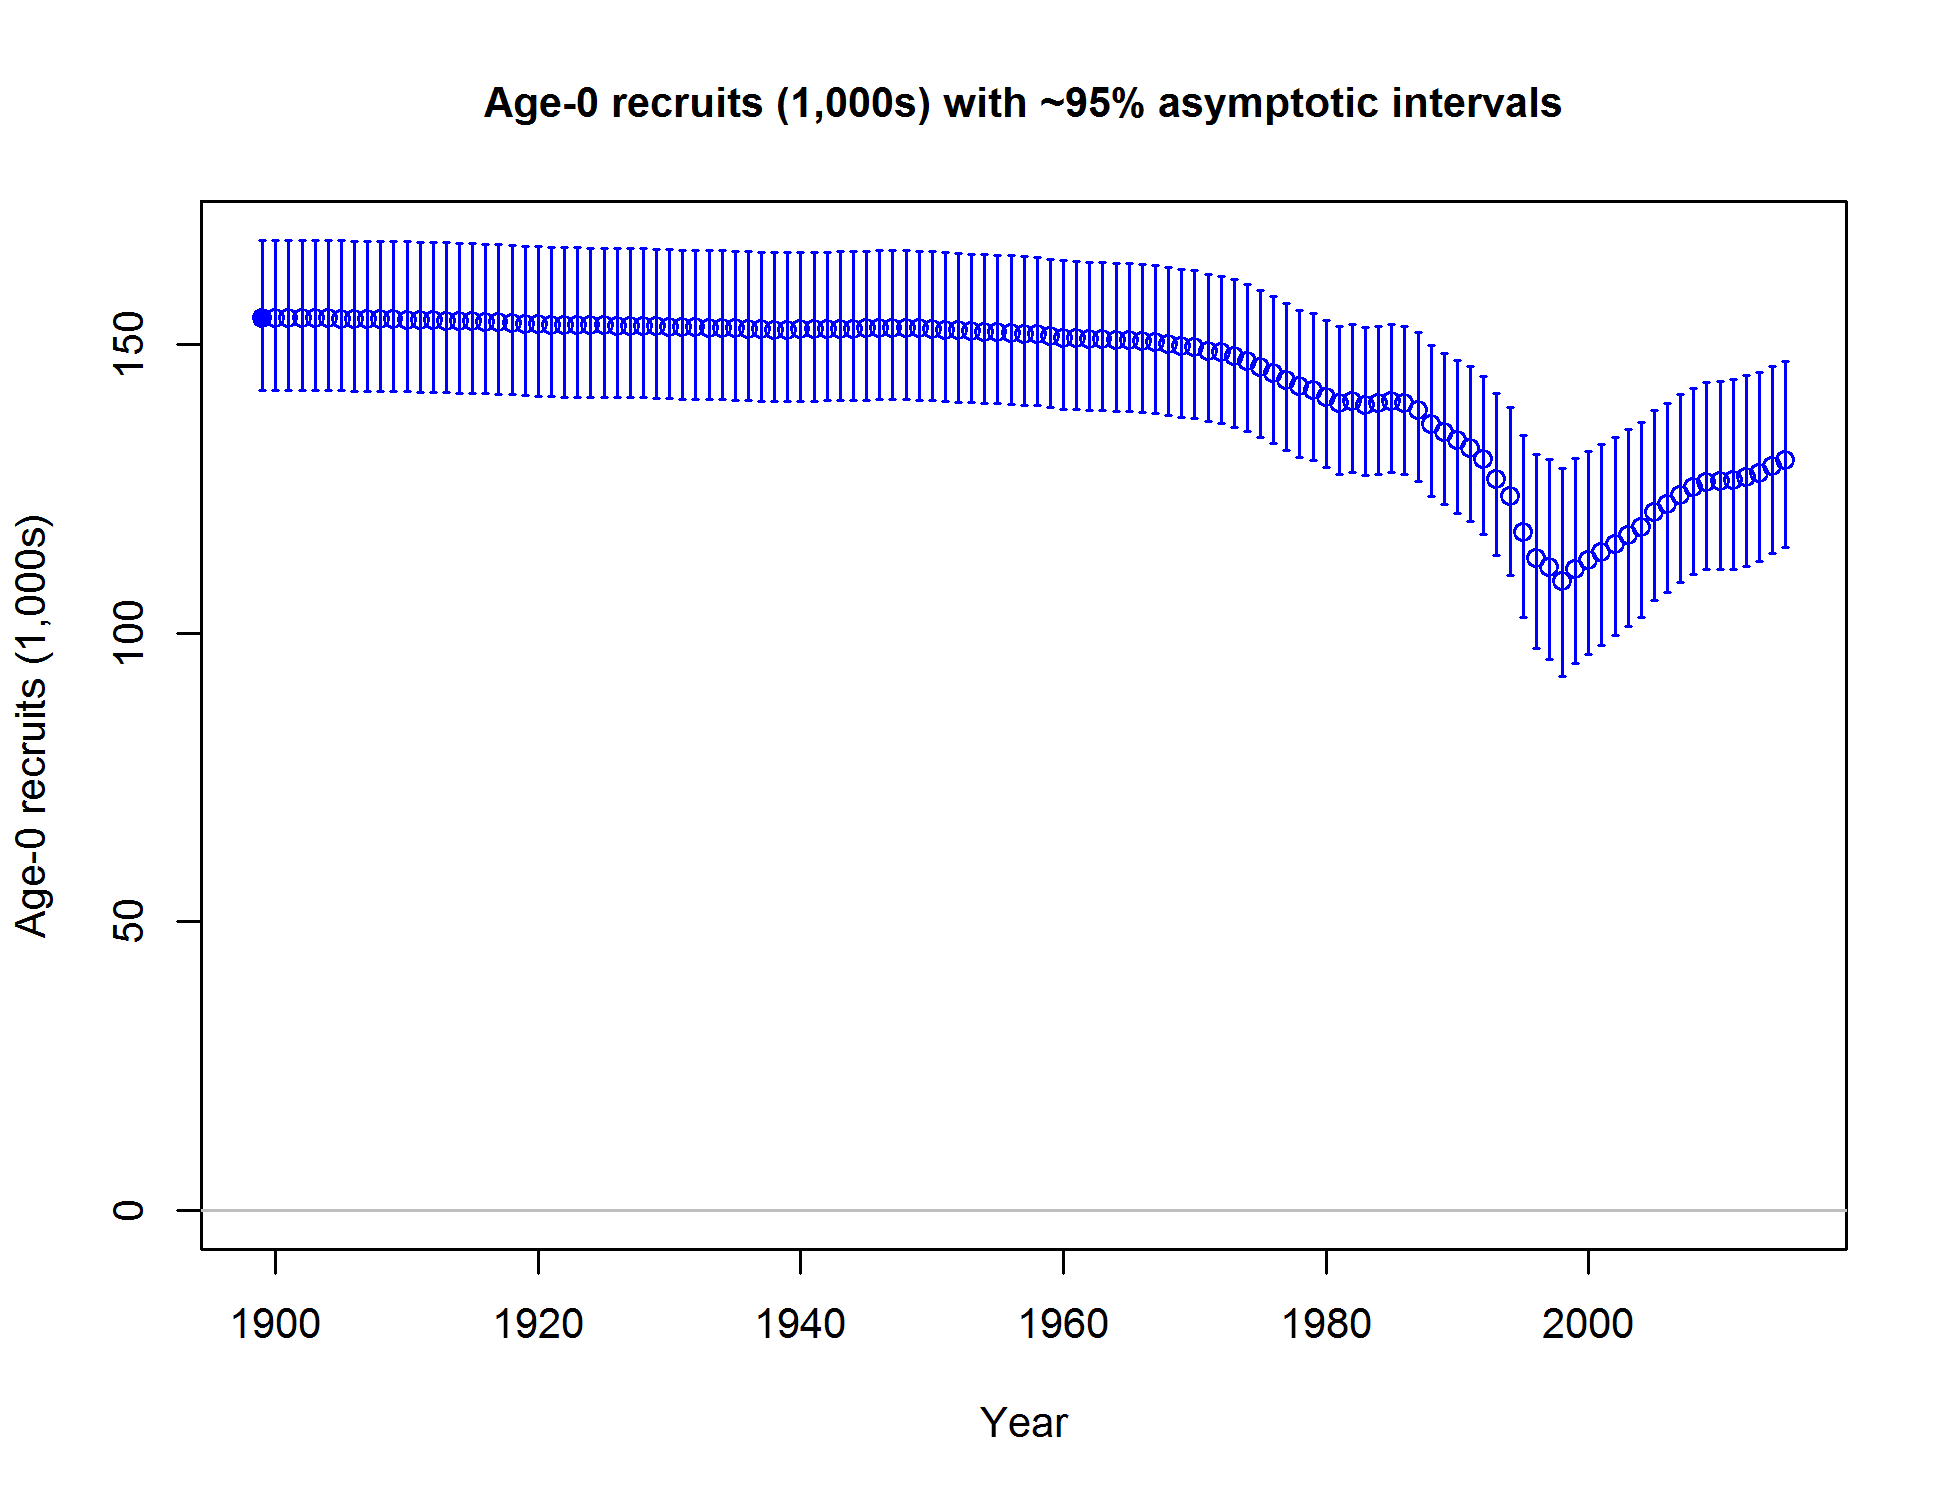 Age-0 recruits (1,000s) with ~95% asymptotic intervals
Age-0 recruits (1,000s)
150
100
50
0
1900 1920 1940 1960 1980 2000
Year